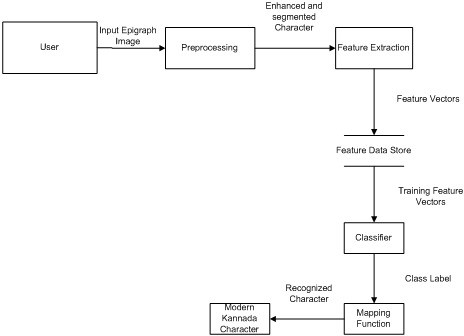 User
Input Epigraph
Image
Preprocessing
Enhanced and
segmented
Character
Feature Extraction
Feature Vectors
Feature Data Store
Training Feature
Vectors
Classifier
Class Label
Mapping
Function
Recognized
Character
Modern
Kannada
Character